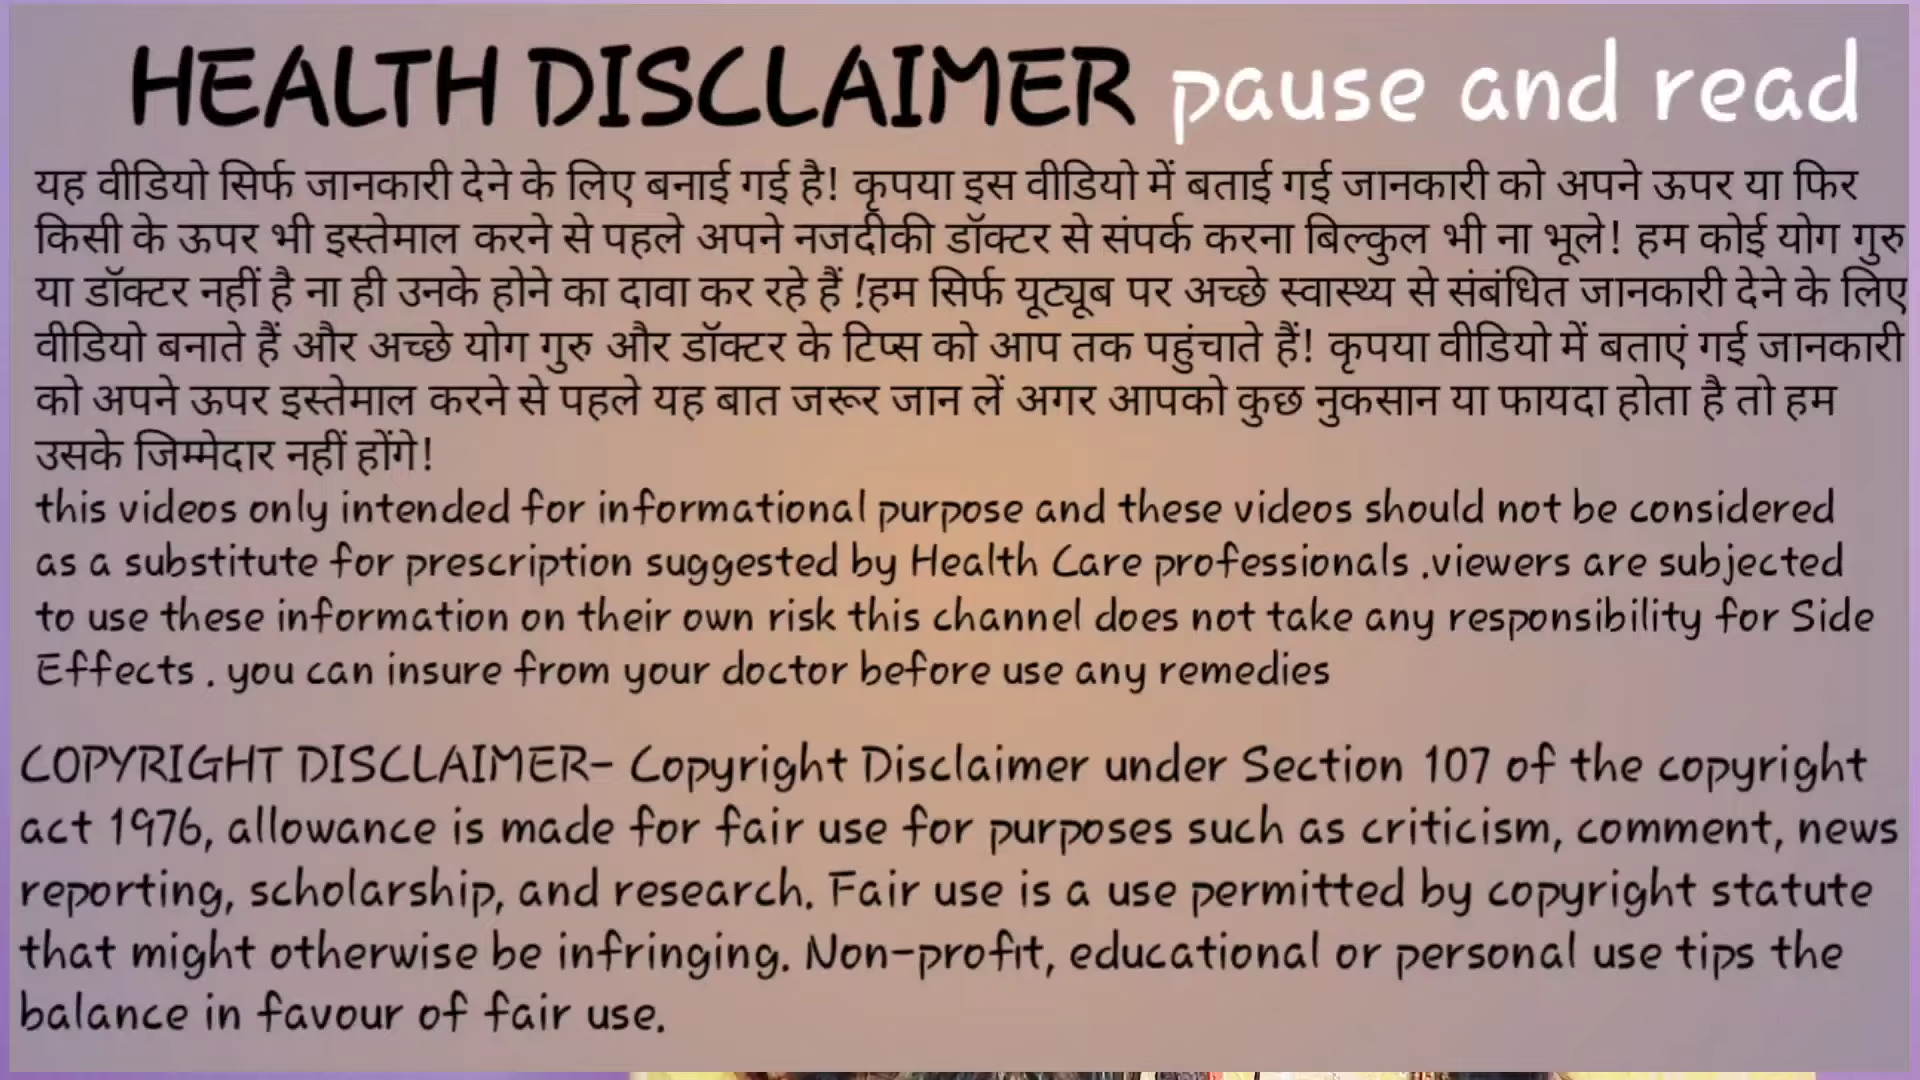 HEALTH DISCLAIMER pause and read
यह वीडियो सिर्फ जानकारी देने के लिए बनाई गई है! कृपया इस वीडियो में बताई गई जानकारी को अपने ऊपर या फिर
किसी के ऊपर भी इस्तेमाल करने से पहले अपने नजदीकी डॉक्टर से संपर्क करना बिल्कुल भी ना भूले! हम कोई योग गुरु
या डॉक्टर नहीं है ना ही उनके होने का दावा कर रहे हैं !हम सिर्फ यूट्यूब पर अच्छे स्वास्थ्य से संबंधित जानकारी देने के लिए
वीडियो बनाते हैं और अच्छे योग गुरु और डॉक्टर के टिप्स को आप तक पहुंचाते हैं! कृपया वीडियो में बताएं गई जानकारी
को अपने ऊपर इस्तेमाल करने से पहले यह बात जरूर जान लें अगर आपको कुछ नुकसान या फायदा होता है तो हम
उसके जिम्मेदार नहीं होंगे!
this videos only intended for informational purpose and these videos should not be considered
as a substitute for prescription suggested by Health Care professionals .viewers are subjected
to use these information on their own risk this channel does not take any responsibility for Side
Effects . you can insure from your doctor before use any remedies
COPYRIGHT DISCLAIMER- Copyright Disclaimer under Section 107 of the copyright
act 1976, allowance is made for fair use for purposes such as criticism, comment, news
reporting, scholarship, and research. Fair use is a use permitted by copyright statute
that might otherwise be infringing. Non-profit, educational or personal use tips the
balance in favour of fair use.